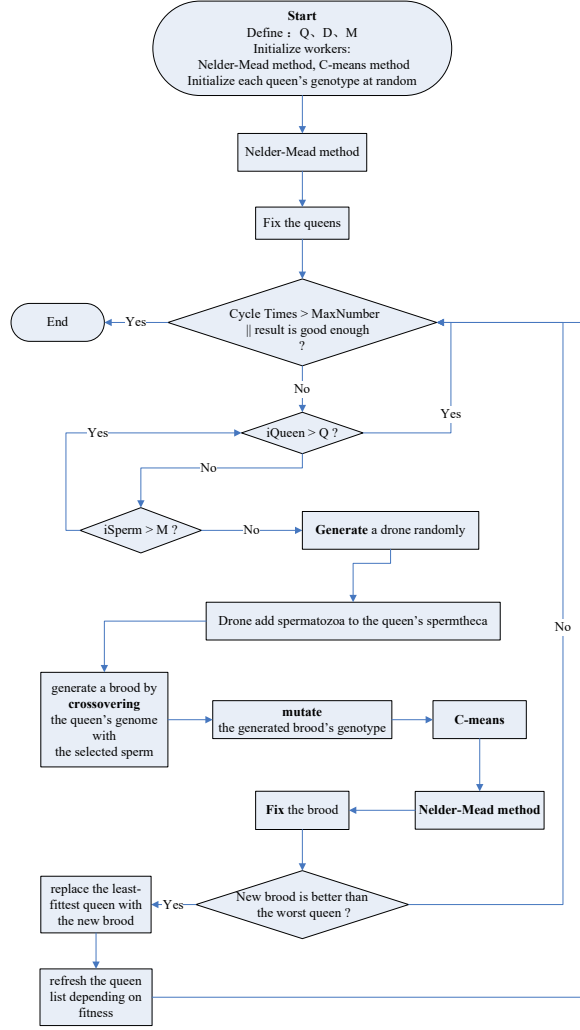 Start
Define： Q、D、M
Initialize workers:
Nelder-Mead method, C-means method
Initialize each queen's genotype at random
Nelder-Mead method
Fix the queens
Cycle Times > MaxNumber
|| result is good enough
?
Yes
End
No
iQueen > Q ?
Yes
Yes
No
iSperm > M ?
No
Generate a drone randomly
Drone add spermatozoa to the queen's spermtheca
No
generate a brood by
crossovering
the queen's genome
with
the selected sperm
mutate
the generated brood's genotype
C-means
Nelder-Mead method
Fix the brood
New brood is better than
the worst queen ?
Yes
replace the least-
fittest queen with
the new brood
refresh the queen
list depending on
fitness